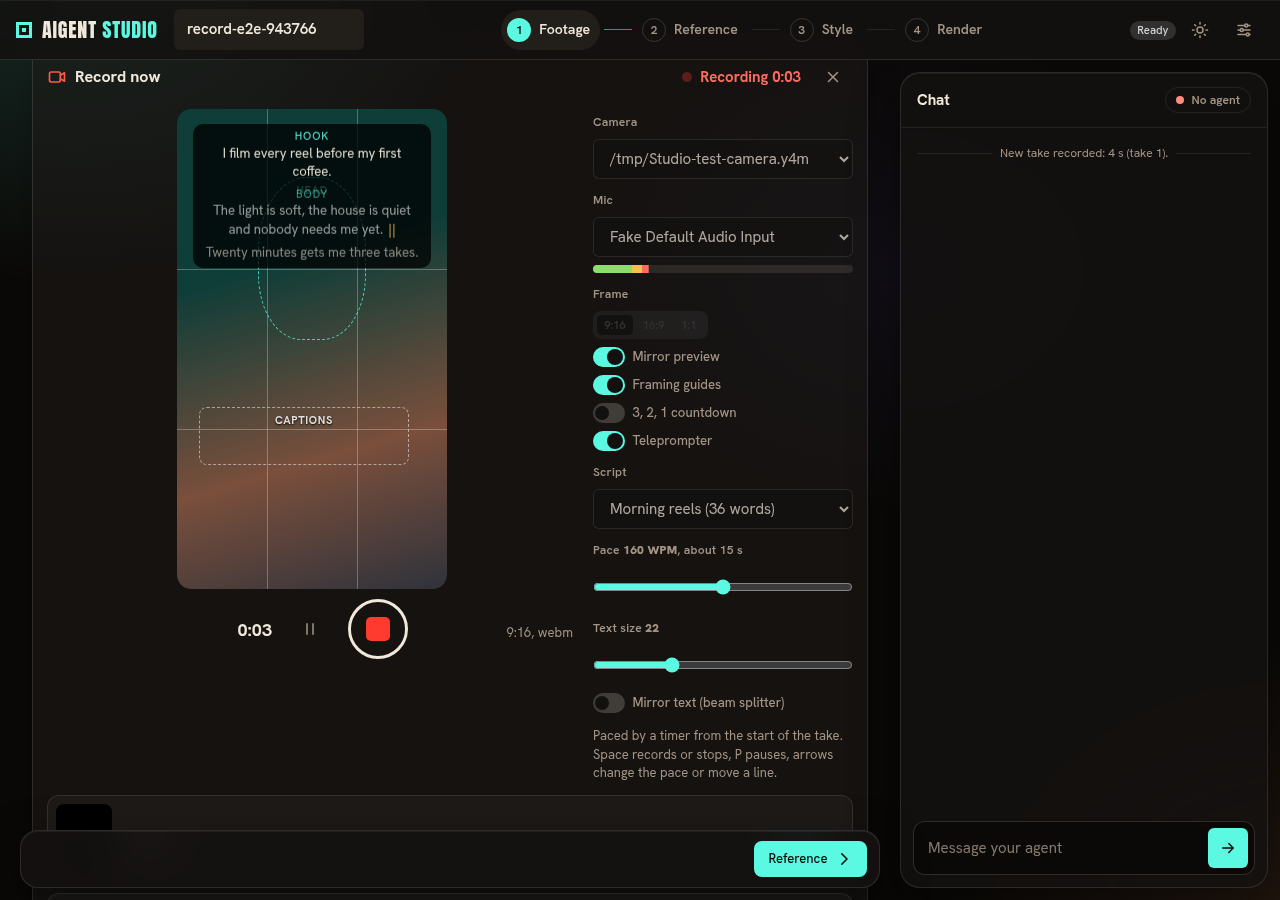 AIGENT STUDIO
record-e2e-943766
1 Footage
2 Reference
3 Style
4 Render
Ready
Record now
Recording 0:03
HOOK
I film every reel before my first
coffee.
HEAD
BODY
The light is soft, the house is quiet
and nobody needs me yet. ||
Twenty minutes gets me three takes.
CAPTIONS
0:03
9:16, webm
Camera
/tmp/Studio-test-camera.y4m
Mic
Fake Default Audio Input
Frame
9:16 16:9 1:1
Mirror preview
Framing guides
3, 2, 1 countdown
Teleprompter
Script
Morning reels (36 words)
Pace 160 WPM, about 15 s
Text size 22
Mirror text (beam splitter)
Paced by a timer from the start of the take.
Space records or stops, P pauses, arrows
change the pace or move a line.
Reference
Chat
No agent
New take recorded: 4 s (take 1).
Message your agent